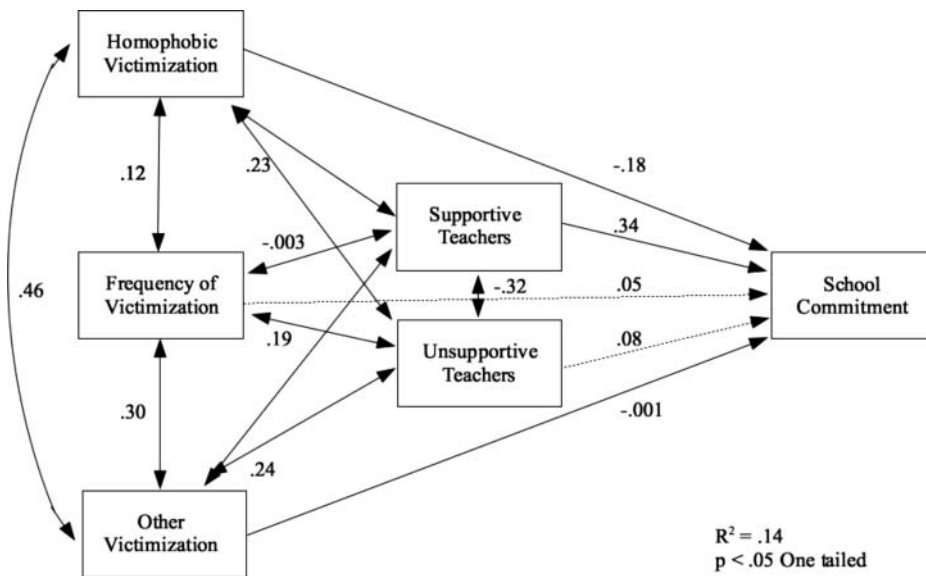 Homophobic
Victimization
.12
.23
-.18
Supportive
Teachers
.34
-.003
Frequency of
Victimization
.46
-.32
.05
School
Commitment
.19
Unsupportive
Teachers
.08
.30
-.001
.24
Other
Victimization
R² = .14
p < .05 One tailed